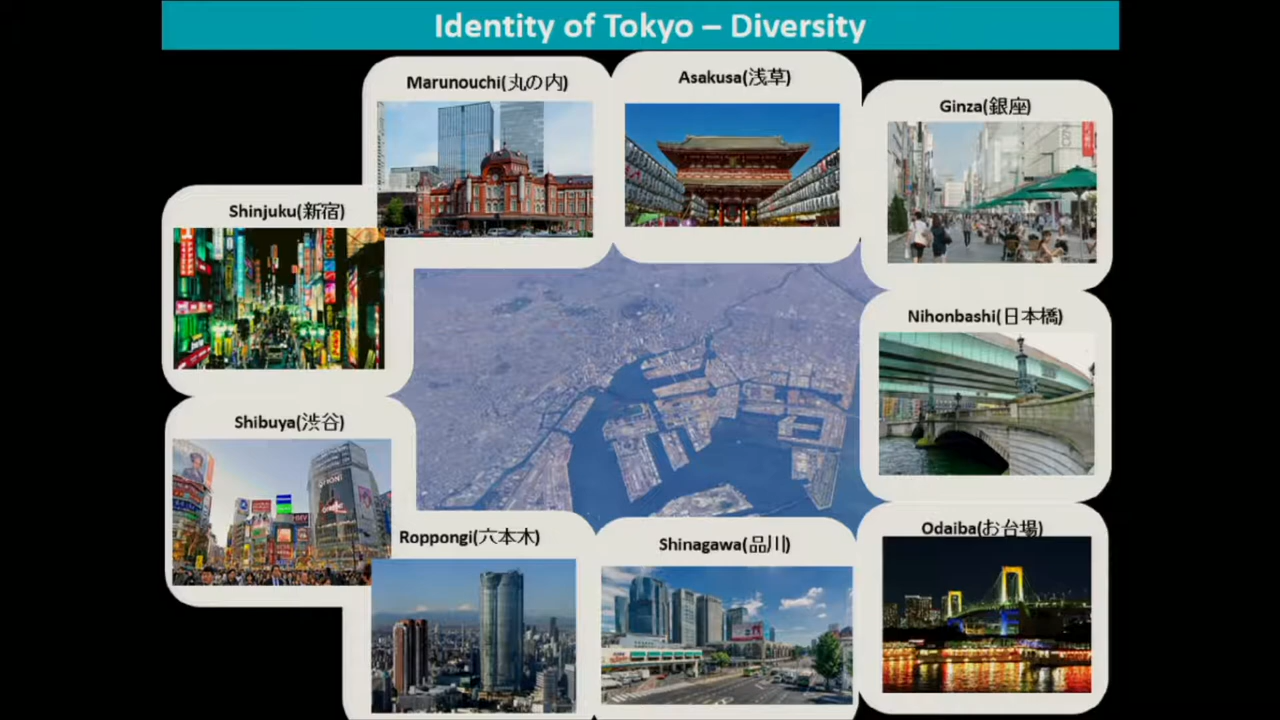 Identity of Tokyo – Diversity
Marunouchi(丸の内)
Asakusa(浅草)
Ginza(銀座)
Shinjuku(新宿)
Nihonbashi(日本橋)
Shibuya(渋谷)
Roppongi(六本木)
Shinagawa(品川)
Odaiba(お台場)